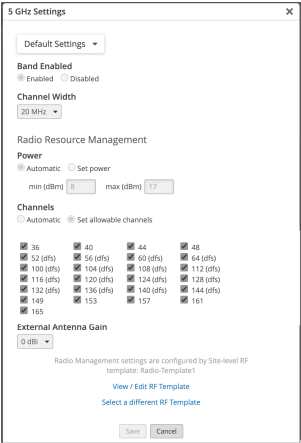 5 GHz Settings
Default Settings
Band Enabled
Enabled Disabled
Channel Width
20 MHz
Radio Resource Management
Power
Automatic Set power
min (dBm) 8 max (dBm) 17
Channels
Automatic Set allowable channels
36 40 44 48
52 (dfs) 56 (dfs) 60 (dfs) 64 (dfs)
100 (dfs) 104 (dfs) 108 (dfs) 112 (dfs)
116 (dfs) 120 (dfs) 124 (dfs) 128 (dfs)
132 (dfs) 136 (dfs) 140 (dfs) 144 (dfs)
149 153 157 161
165
External Antenna Gain
0 dBi
Radio Management settings are configured by Site-level RF
template: Radio-Template1
View / Edit RF Template
Select a different RF Template
Save Cancel